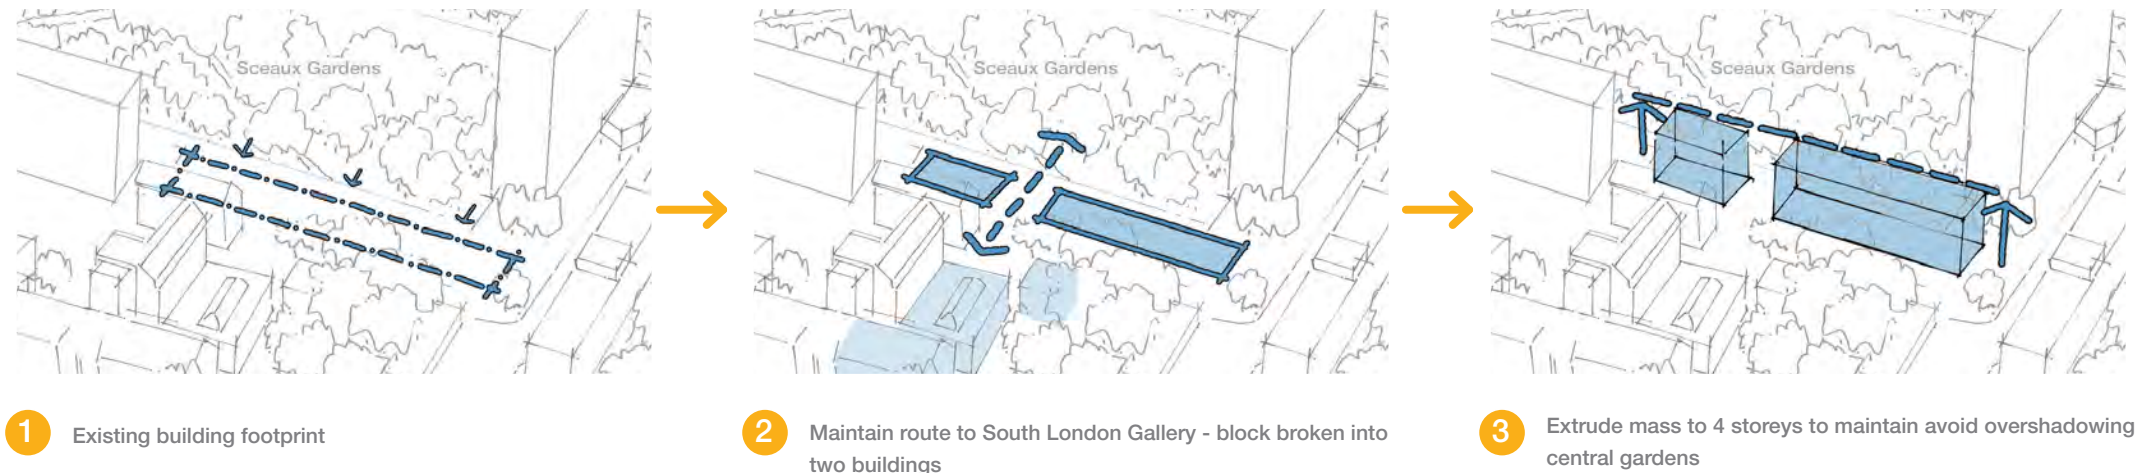 Sceaux Gardens
Sceaux Gardens
Sceaux Gardens
1 Existing building footprint
2 Maintain route to South London Gallery - block broken into
two buildings
3 Extrude mass to 4 storeys to maintain avoid overshadowing
central gardens